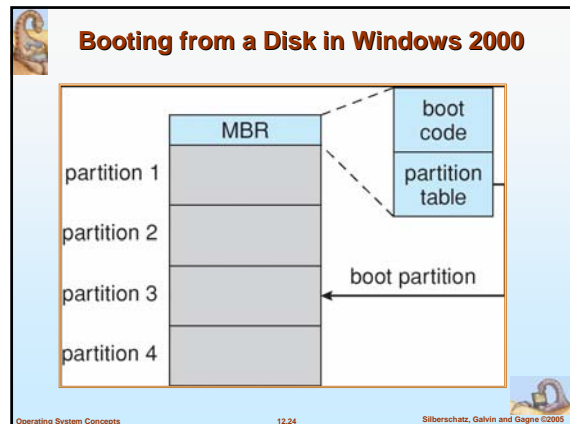 Booting from a Disk in Windows 2000
MBR
boot
code
partition
table
partition 1
partition 2
boot partition
partition 3
partition 4
Operating System Concepts
12.24
Silberschatz, Galvin and Gagne ©2005